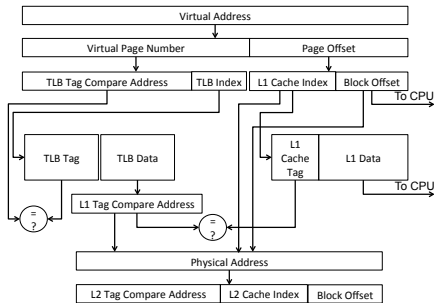 Virtual Address
Virtual Page Number Page Offset
TLB Tag Compare Address TLB Index L1 Cache Index Block Offset
To CPU
TLB Tag TLB Data L1 Cache Tag L1 Data
To CPU
L1 Tag Compare Address
= ? = ?
Physical Address
L2 Tag Compare Address L2 Cache Index Block Offset